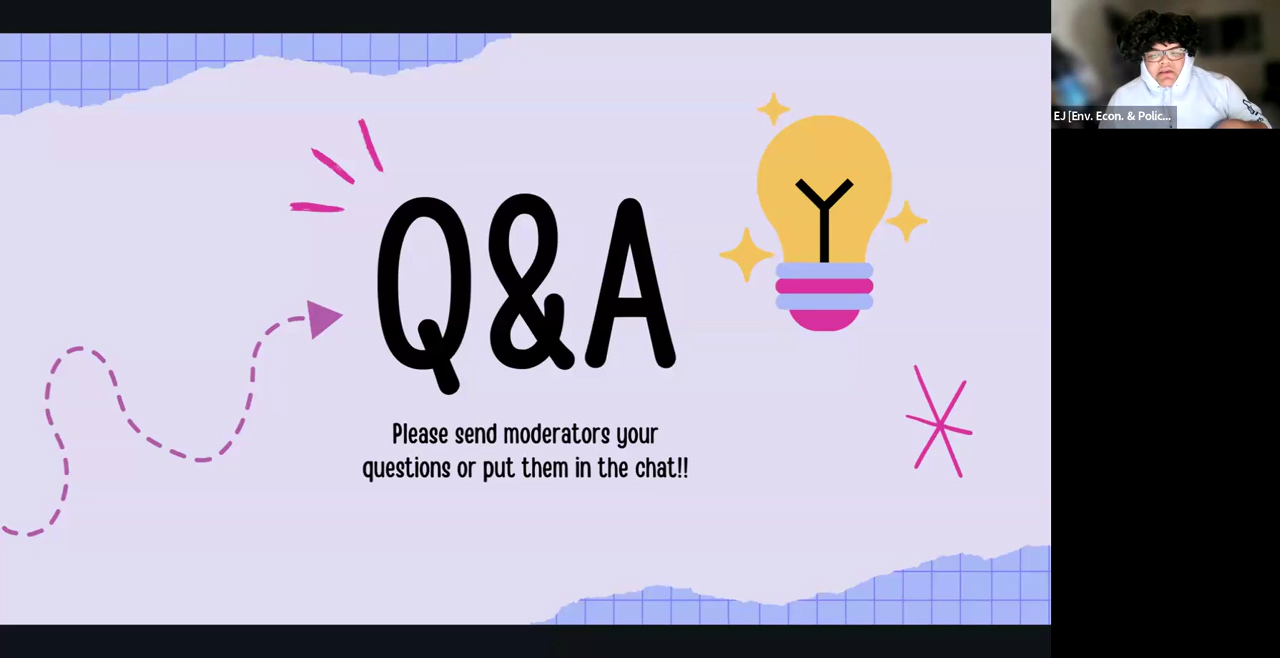 Q&A
Please send moderators your
questions or put them in the chat!!
EJ [Env. Econ. & Polic...